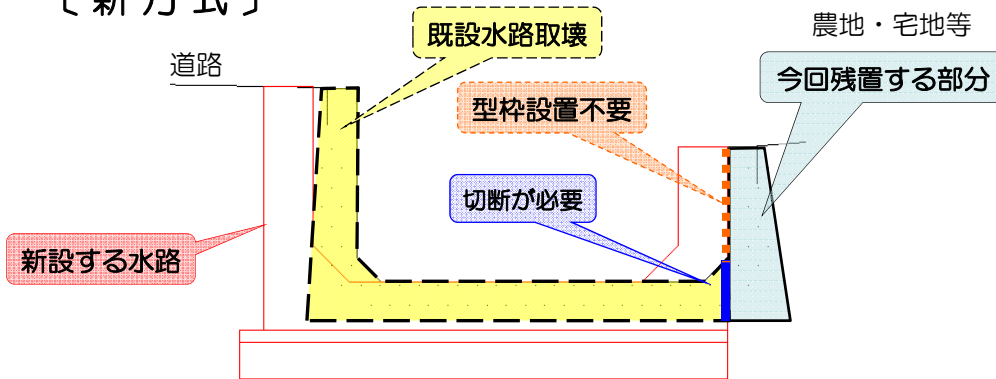 〔新方式〕
農地・宅地等
既設水路取壊
道路
今回残置する部分
型枠設置不要
切断が必要
新設する水路